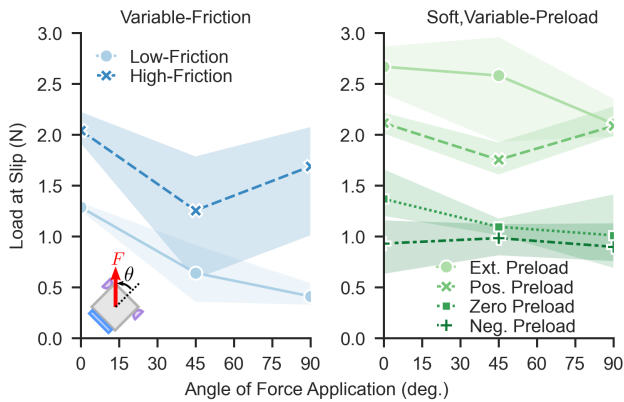 Variable-Friction
Soft,Variable-Preload
Load at Slip (N)
3.0
2.5
2.0
1.5
1.0
0.5
0.0
Low-Friction
High-Friction
F
θ
0 15 30 45 60 75 90
3.0
2.5
2.0
1.5
1.0
0.5
0.0
Ext. Preload
Pos. Preload
Zero Preload
Neg. Preload
0 15 30 45 60 75 90
Angle of Force Application (deg.)